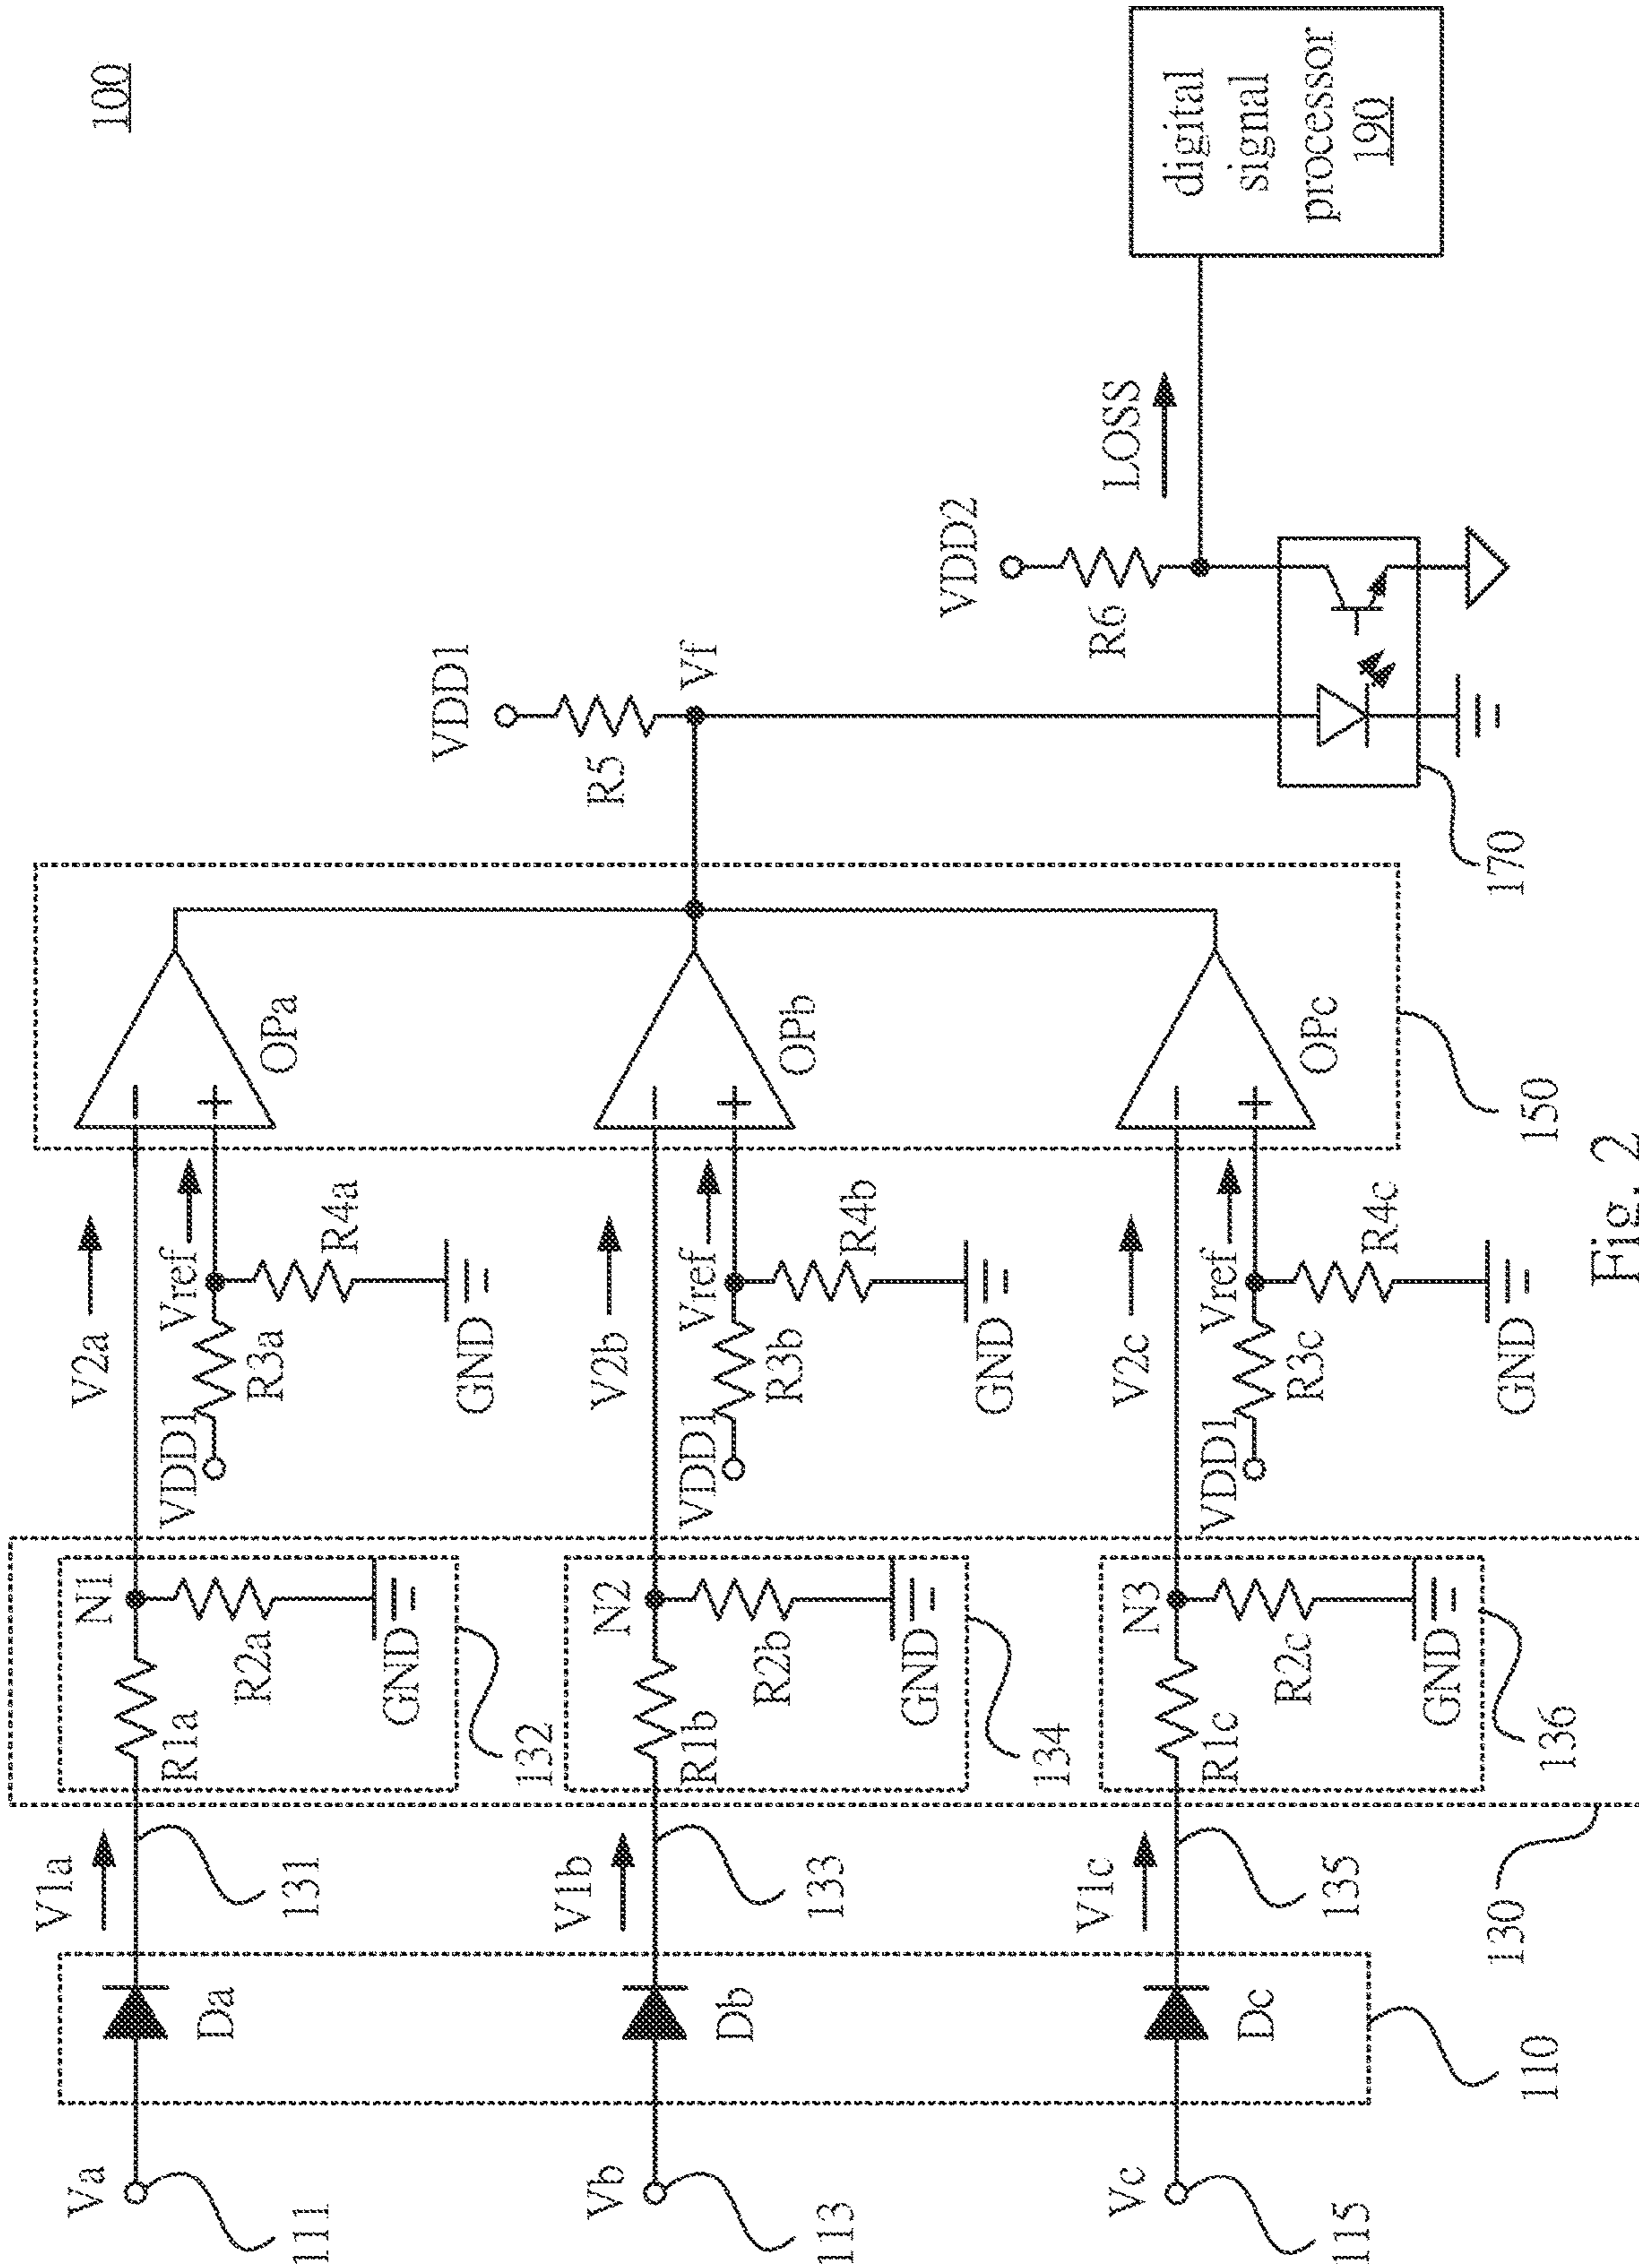 100
Va
111
Da
V1a
131
R1a
N1
R2a
GND
132
V2a
VDD1
Vref
R3a
R4a
GND
OPa
Vb
113
Db
V1b
133
R1b
N2
R2b
GND
134
V2b
VDD1
Vref
R3b
R4b
GND
OPb
Vc
115
Dc
V1c
135
R1c
N3
R2c
GND
136
V2c
VDD1
Vref
R3c
R4c
GND
OPc
110
130
150
VDD1
R5
Vf
VDD2
R6
LOSS
170
digital
signal
processor
190
Fig. 2